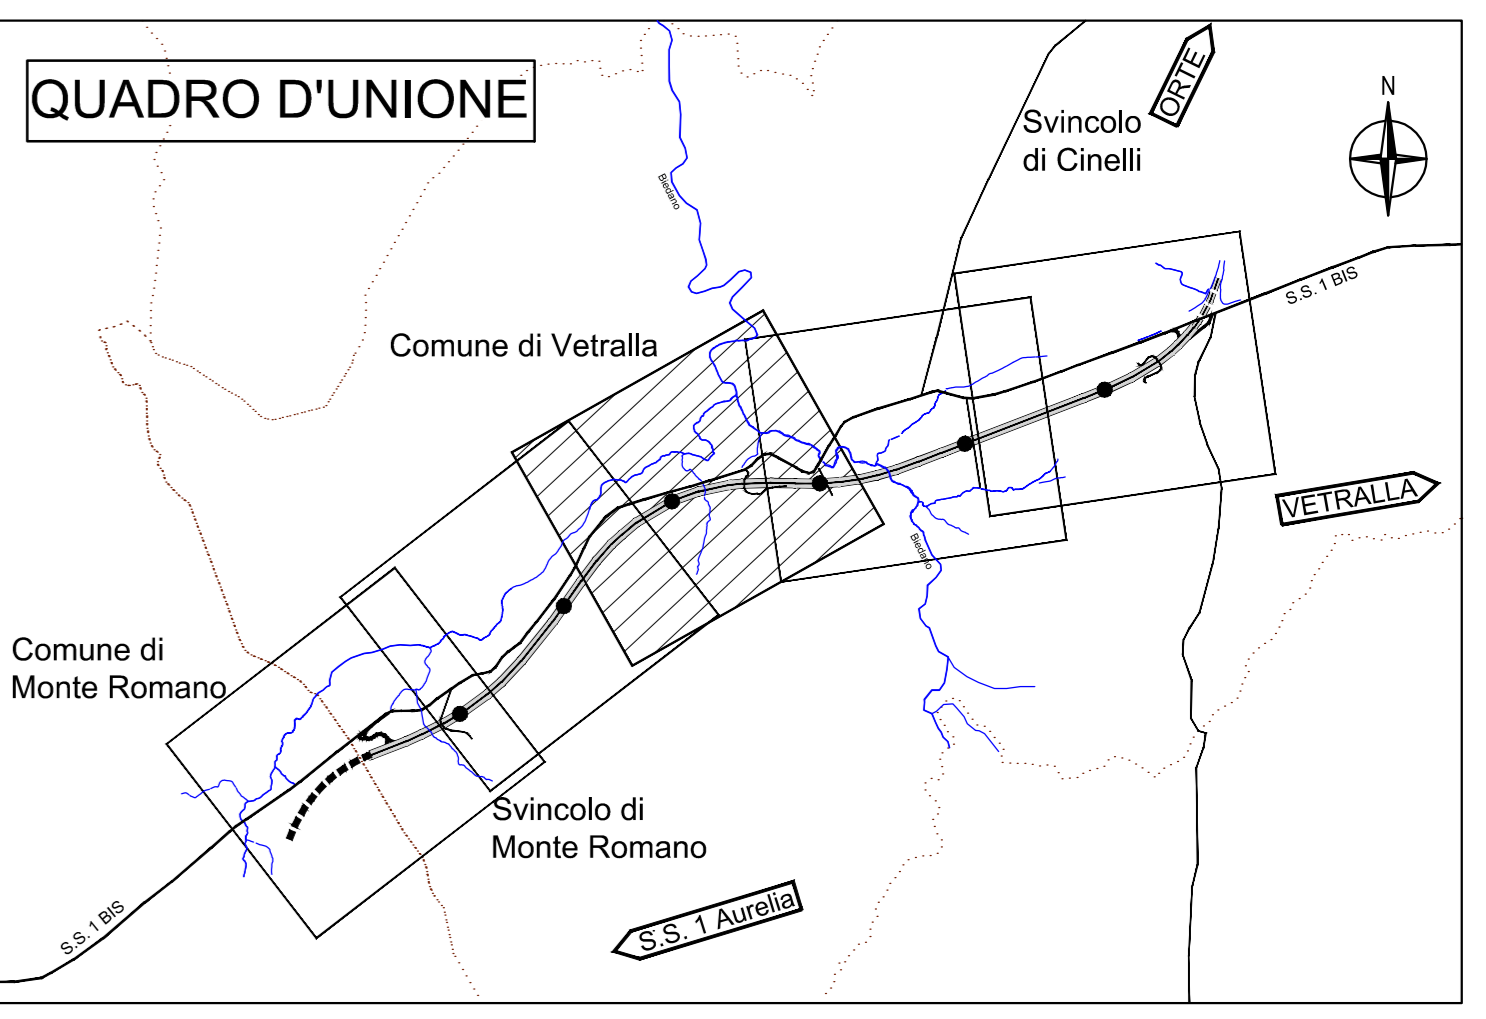 QUADRO D'UNIONE
ORTE
N
Svincolo
di Cinelli
Biedano
S.S. 1 BIS
Comune di Vetralla
VETRALLA
Biedano
Comune di
Monte Romano
Svincolo di
Monte Romano
S.S. 1 Aurelia
S.S. 1 BIS